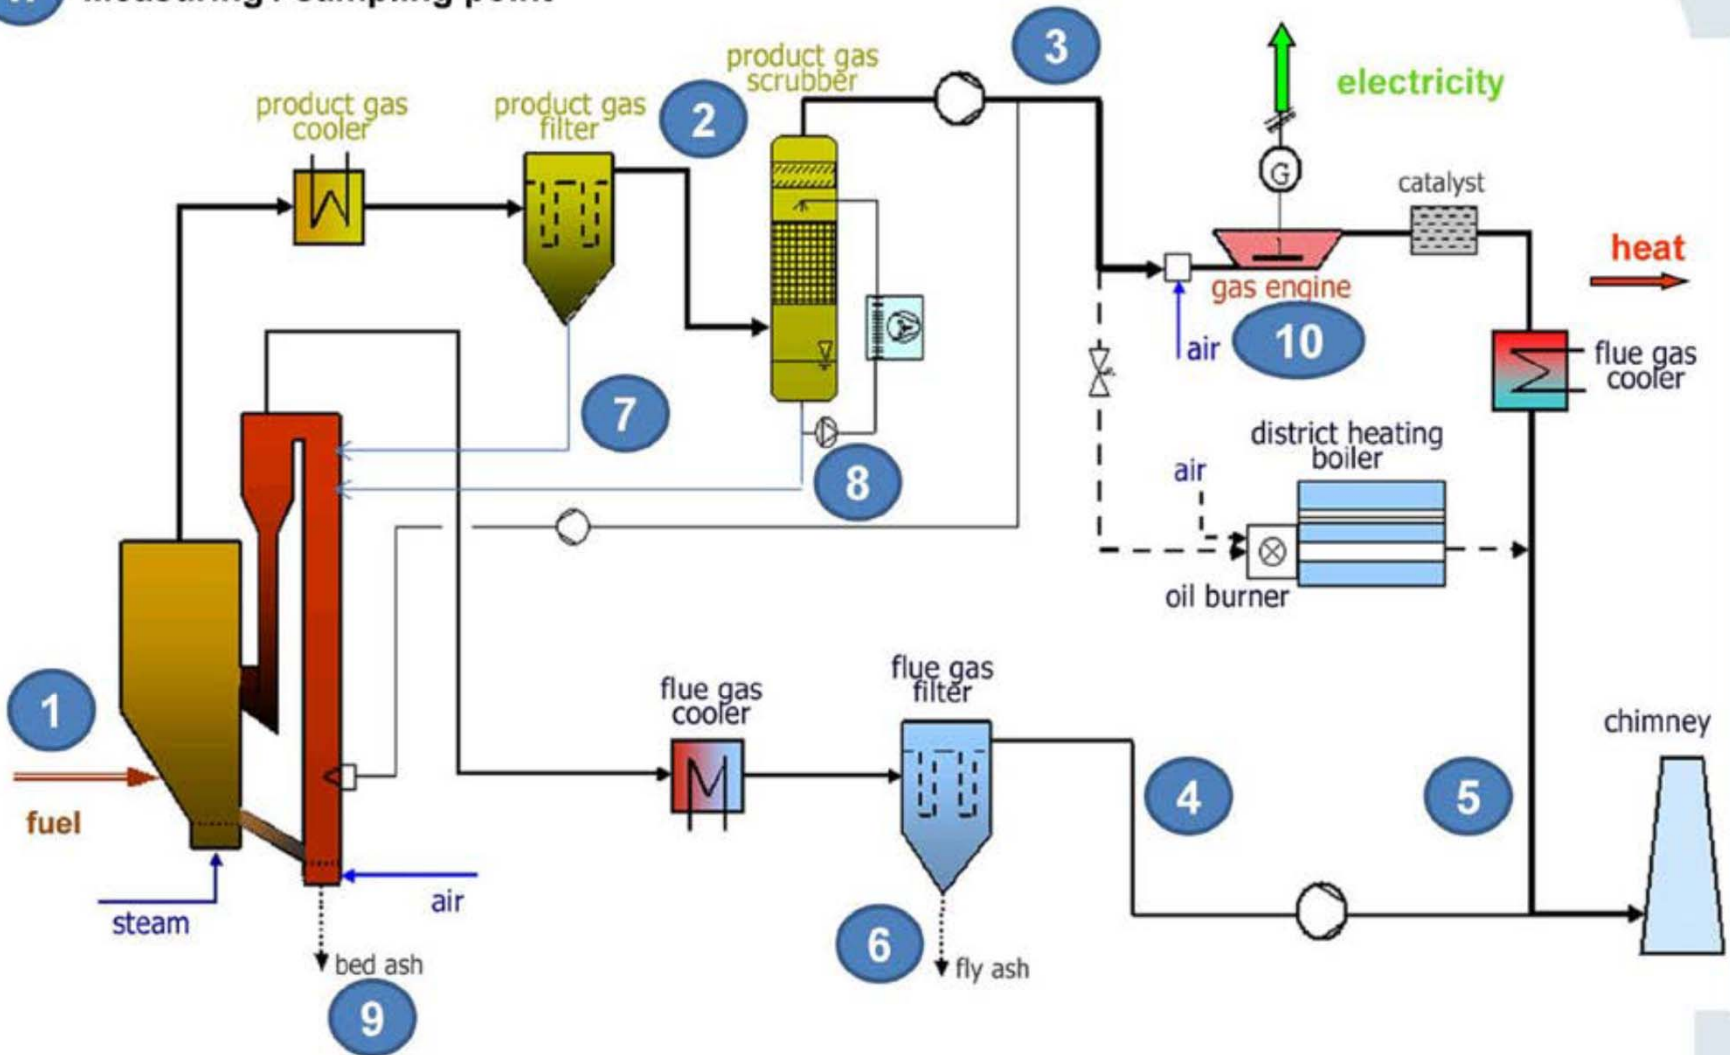 Measuring / sampling point
3
product gas
scrubber
electricity
product gas
cooler
product gas
filter
2
G
catalyst
heat
gas engine
air
10
flue gas
cooler
7
district heating
boiler
8
air
oil burner
1
flue gas
cooler
flue gas
filter
chimney
4
5
fuel
steam
air
6
bed ash
fly ash
9